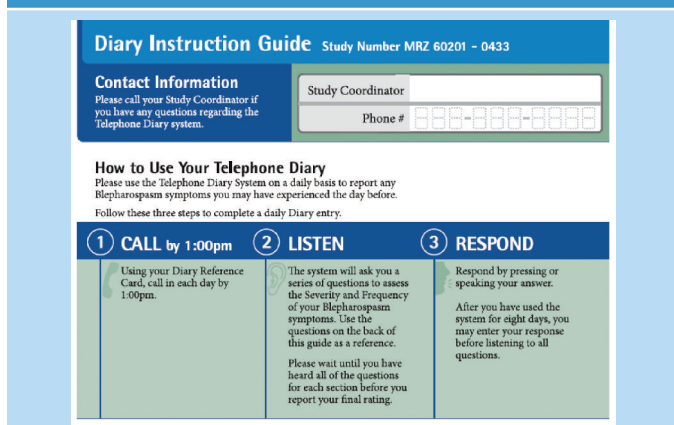 Diary Instruction Guide Study Number MRZ 60201 - 0433
Contact Information
Please call your Study Coordinator if
you have any questions regarding the
Telephone Diary system.
Study Coordinator
Phone #
How to Use Your Telephone Diary
Please use the Telephone Diary System on a daily basis to report any
Blepharospasm symptoms you may have experienced the day before.
Follow these three steps to complete a daily Diary entry.
1 CALL by 1:00pm
Using your Diary Reference
Card, call in each day by
1:00pm.
2 LISTEN
The system will ask you a
series of questions to assess
the Severity and Frequency
of your Blepharospasm
symptoms. Use the
questions on the back of
this guide as a reference.
Please wait until you have
heard all of the questions
for each section before you
report your final rating.
3 RESPOND
Respond by pressing or
speaking your answer.
After you have used the
system for eight days, you
may enter your response
before listening to all
questions.